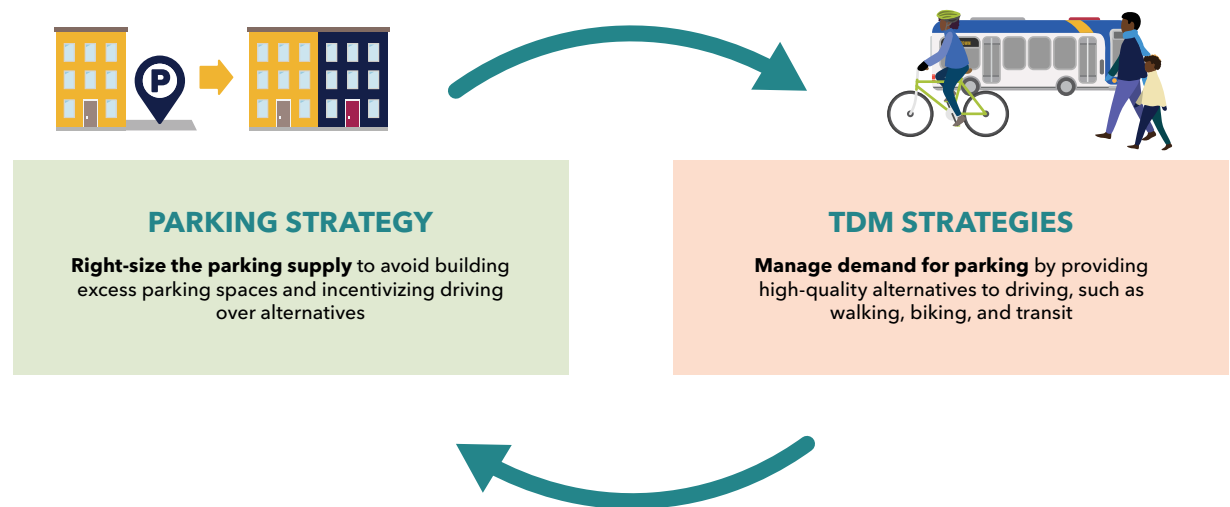 P
PARKING STRATEGY
Right-size the parking supply to avoid building
excess parking spaces and incentivizing driving
over alternatives
TDM STRATEGIES
Manage demand for parking by providing
high-quality alternatives to driving, such as
walking, biking, and transit